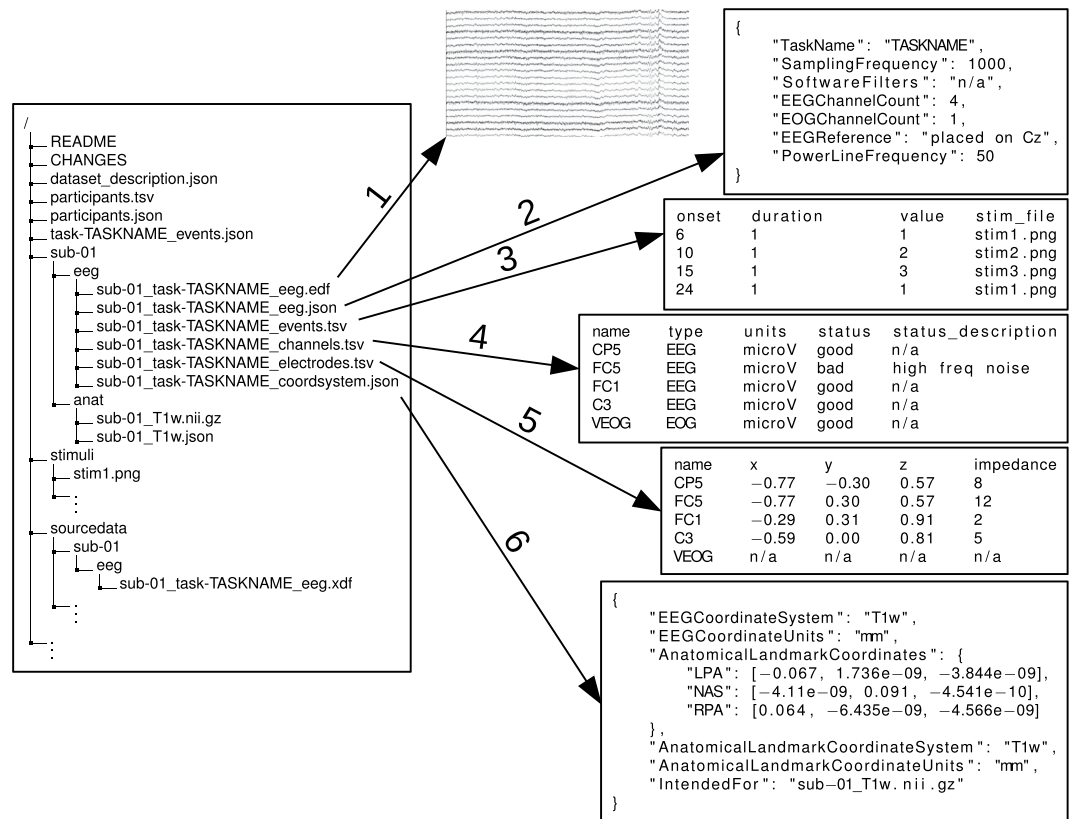 /
README
CHANGES
dataset_description.json
participants.tsv
participants.json
task-TASKNAME_events.json
sub-01
eeg
sub-01_task-TASKNAME_eeg.edf
sub-01_task-TASKNAME_eeg.json
sub-01_task-TASKNAME_events.tsv
sub-01_task-TASKNAME_channels.tsv
sub-01_task-TASKNAME_electrodes.tsv
sub-01_task-TASKNAME_coordsystem.json
anat
sub-01_T1w.nii.gz
sub-01_T1w.json
stimuli
stim1.png
⋮
sourcedata
sub-01
eeg
sub-01_task-TASKNAME_eeg.xdf
⋮
⋮
1
2
3
4
5
6
{
"TaskName": "TASKNAME",
"SamplingFrequency": 1000,
"SoftwareFilters": "n/a",
"EEGChannelCount": 4,
"EOGChannelCount": 1,
"EEGReference": "placed on Cz",
"PowerLineFrequency": 50
}
onset duration value stim_file
6 1 1 stim1.png
10 1 2 stim2.png
15 1 3 stim3.png
24 1 1 stim1.png
name type units status status_description
CP5 EEG microV good n/a
FC5 EEG microV bad high freq noise
FC1 EEG microV good n/a
C3 EEG microV good n/a
VEOG EOG microV good n/a
name x y z impedance
CP5 −0.77 −0.30 0.57 8
FC5 −0.77 0.30 0.57 12
FC1 −0.29 0.31 0.91 2
C3 −0.59 0.00 0.81 5
VEOG n/a n/a n/a n/a
{
"EEGCoordinateSystem": "T1w",
"EEGCoordinateUnits": "mm",
"AnatomicalLandmarkCoordinates": {
"LPA": [−0.067, 1.736e−09, −3.844e−09],
"NAS": [−4.11e−09, 0.091, −4.541e−10],
"RPA": [0.064, −6.435e−09, −4.566e−09]
},
"AnatomicalLandmarkCoordinateSystem": "T1w",
"AnatomicalLandmarkCoordinateUnits": "mm",
"IntendedFor": "sub−01_T1w.nii.gz"
}